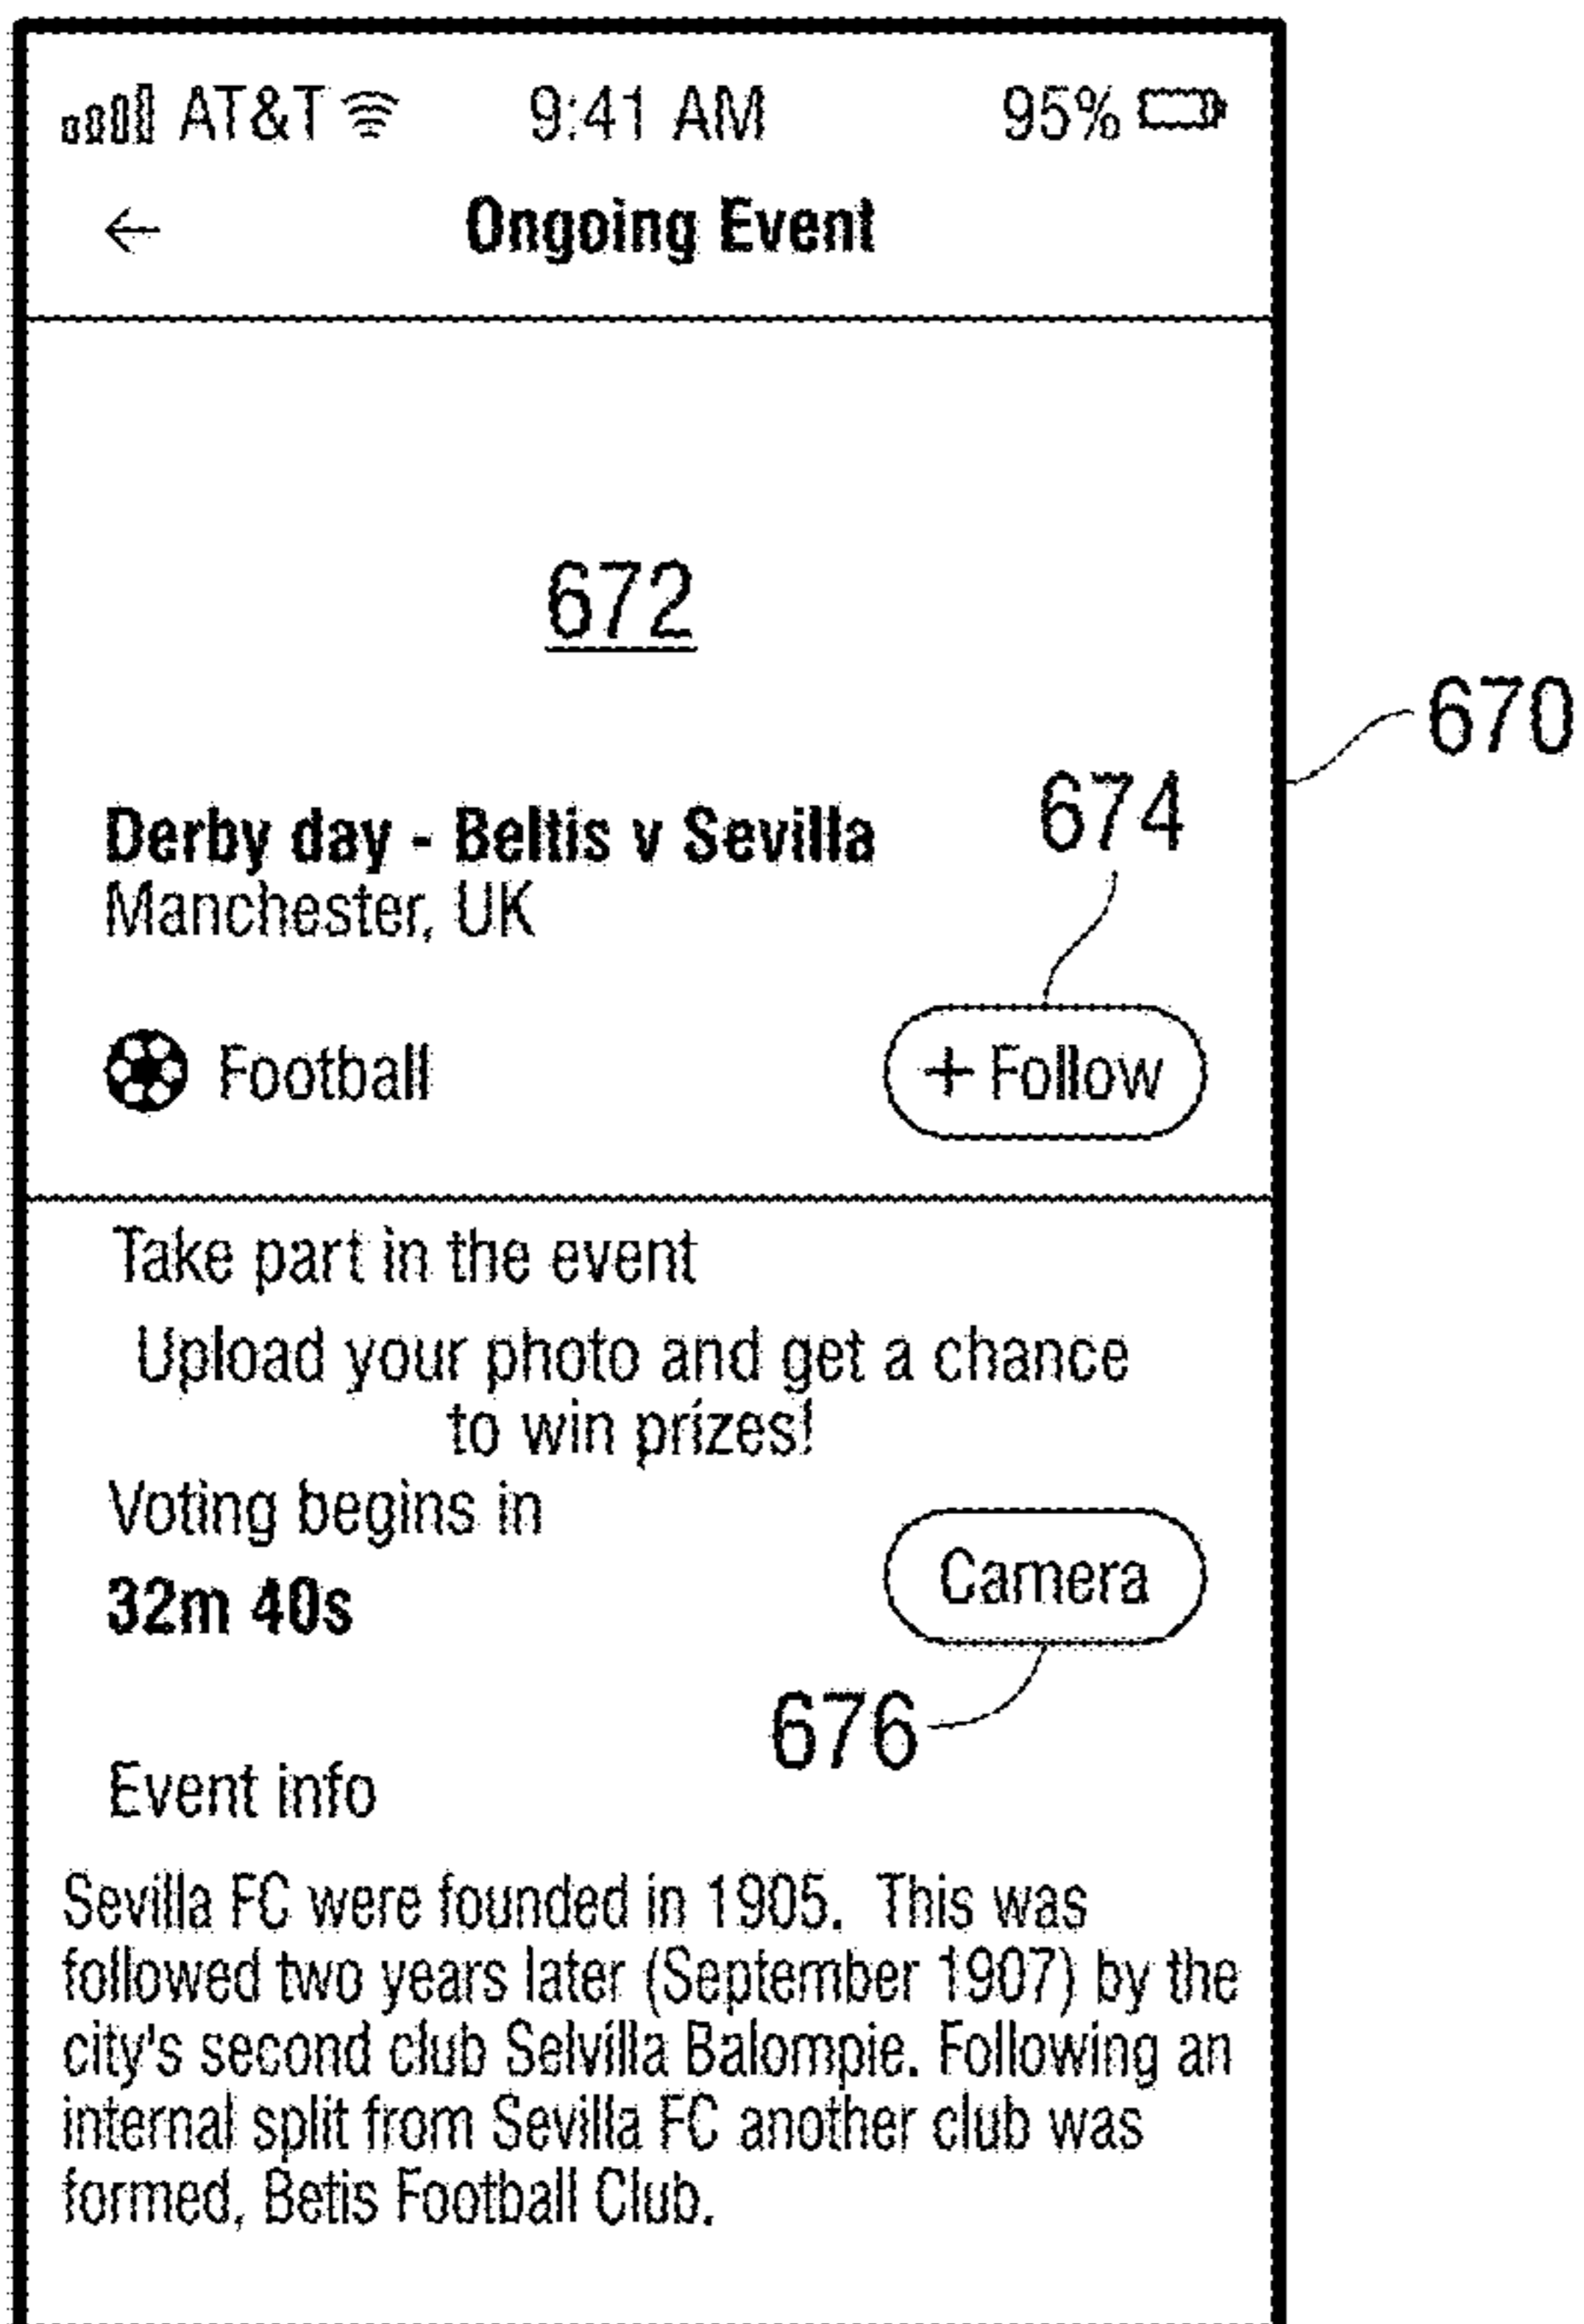 AT&T 9:41 AM 95%
← Ongoing Event
672
670
674
Derby day - Beltis v Sevilla
Manchester, UK
Football
+ Follow
Take part in the event
Upload your photo and get a chance
to win prizes!
Voting begins in
32m 40s
Camera
676
Event info
Sevilla FC were founded in 1905. This was
followed two years later (September 1907) by the
city's second club Selvilla Balompie. Following an
internal split from Sevilla FC another club was
formed, Betis Football Club.